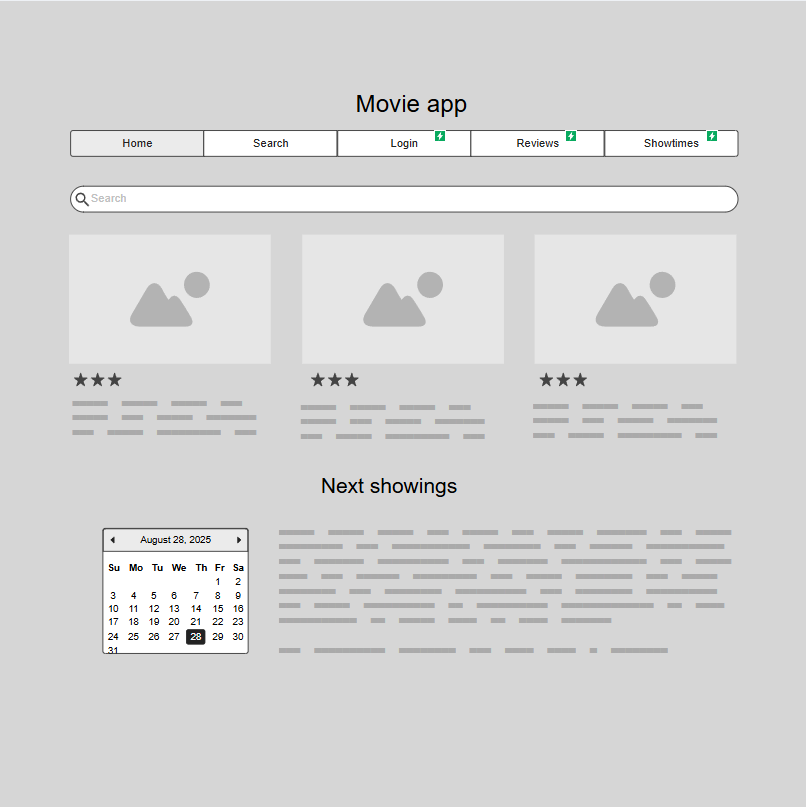 Movie app
Home Search Login Reviews Showtimes
Search
Next showings
August 28, 2025
Su Mo Tu We Th Fr Sa
1 2
3 4 5 6 7 8 9
10 11 12 13 14 15 16
17 18 19 20 21 22 23
24 25 26 27 28 29 30
31